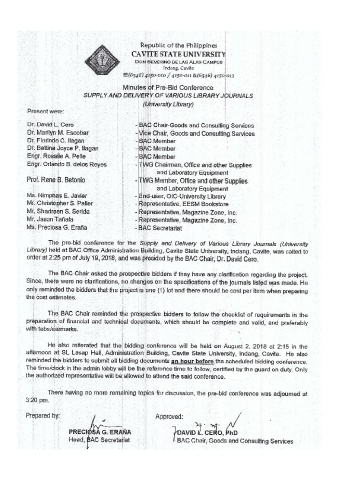 Republic of the Philippines
CAVITE STATE UNIVERSITY
DON SEVERINO DE LAS ALAS CAMPUS
Indang, Cavite
Minutes of Pre-Bid Conference
SUPPLY AND DELIVERY OF VARIOUS LIBRARY JOURNALS
(University Library)
Present were:
Dr. David L. Cero - BAC Chair-Goods and Consulting Services
Dr. Marilyn M. Escobar - Vice Chair, Goods and Consulting Services
Dr. Florindo C. Ilagan - BAC Member
Dr. Bettina Joyce P. Ilagan - BAC Member
Engr. Roselle A. Pelle - BAC Member
Engr. Orlando B. delos Reyes - TWG Chairman, Office and other Supplies
and Laboratory Equipment
Prof. René B. Betonio - TWG Member, Office and other Supplies
and Laboratory Equipment
Ms. Nimphas E. Javier - End-user, OIC-University Library
Mr. Christopher S. Palier - Representative, EESM Bookstore
Mr. Shadraen S. Serida - Representative, Magazine Zone, Inc.
Mr. Jason Tañala - Representative, Magazine Zone, Inc.
Ms. Preciosa G. Eraña - BAC Secretariat
The pre-bid conference for the Supply and Delivery of Various Library Journals (University
Library) held at BAC Office Administration Building, Cavite State University, Indang, Cavite, was called to
order at 2:25 pm of July 19, 2018, and was presided by the BAC Chair, Dr. David Cero.
The BAC Chair asked the prospective bidders if they have any clarification regarding the project.
Since, there were no clarifications, no changes on the specifications of the journals listed was made. He
only reminded the bidders that the project is one (1) lot and there should be cost per item when preparing
the cost estimates.
The BAC Chair reminded the prospective bidders to follow the checklist of requirements in the
preparation of financial and technical documents, which should be complete and valid, and preferably
with tabs/earmarks.
He also reiterated that the bidding conference will be held on August 2, 2018 at 2:15 in the
afternoon at SL Lasap Hall, Administration Building, Cavite State University, Indang, Cavite. He also
reminded the bidders to submit all bidding documents an hour before the scheduled bidding conference.
The time/clock in the admin lobby will be the reference time to follow, certified by the guard on duty. Only
the authorized representative will be allowed to attend the said conference.
There having no more remaining topics for discussion, the pre-bid conference was adjourned at
3:20 pm.
Prepared by: Approved:
PRECIOSA G. ERAÑA DAVID L. CERO, PhD
Head, BAC Secretariat BAC Chair, Goods and Consulting Services